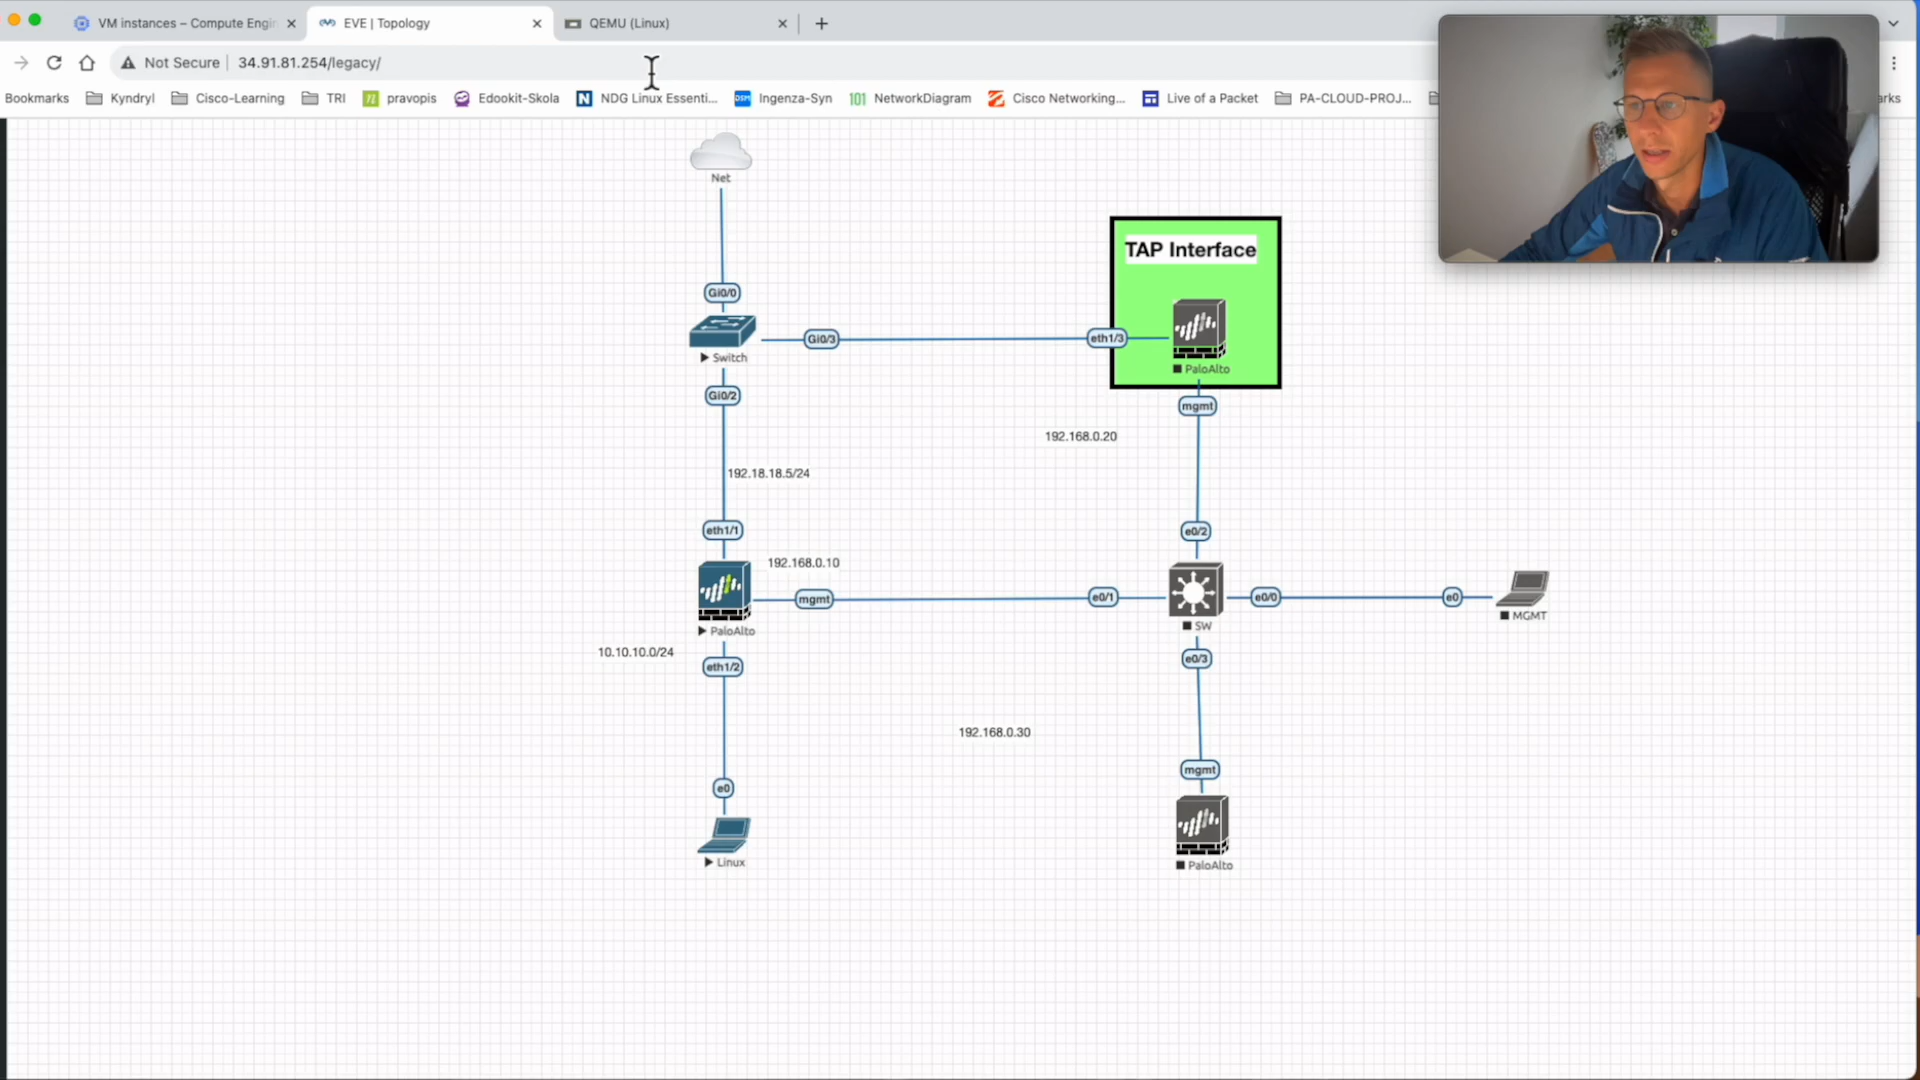 VM instances – Compute Engin
EVE | Topology
QEMU (Linux)
Not Secure
34.91.81.254/legacy/
Bookmarks
Kyndryl
Cisco-Learning
TRI
pravopis
Edookit-Skola
NDG Linux Essenti...
Ingenza-Syn
101 NetworkDiagram
Cisco Networking...
Live of a Packet
PA-CLOUD-PROJ...
arks
Net
TAP Interface
Gi0/0
Gi0/3
eth1/3
Switch
PaloAlto
Gi0/2
mgmt
192.168.0.20
192.18.18.5/24
eth1/1
e0/2
192.168.0.10
mgmt
e0/1
e0/0
e0
MGMT
PaloAlto
SW
10.10.10.0/24
eth1/2
e0/3
192.168.0.30
mgmt
e0
Linux
PaloAlto